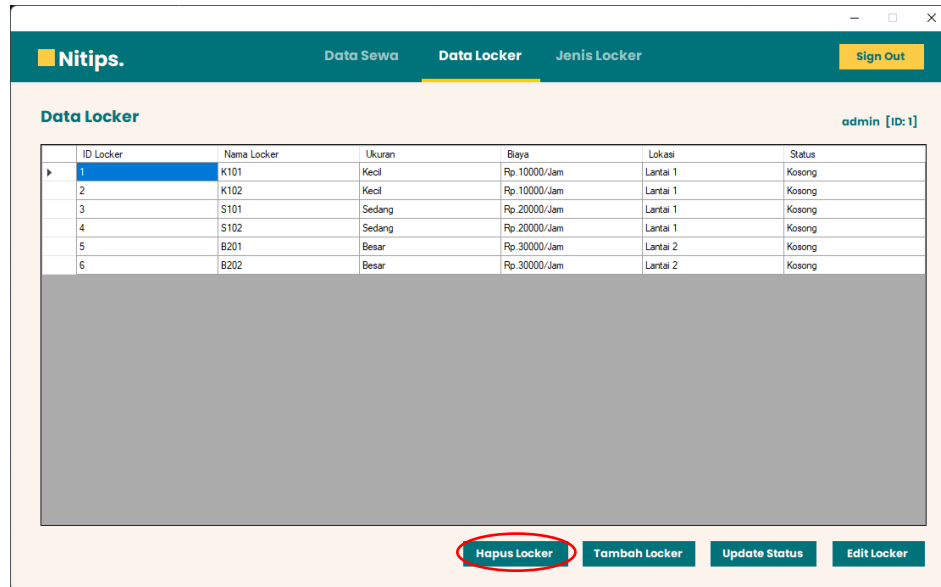 Nitips. Data Sewa Data Locker Jenis Locker Sign Out
Data Locker admin [ID: 1]
ID Locker Nama Locker Ukuran Biaya Lokasi Status
1 K101 Kecil Rp.10000/Jam Lantai 1 Kosong
2 K102 Kecil Rp.10000/Jam Lantai 1 Kosong
3 S101 Sedang Rp.20000/Jam Lantai 1 Kosong
4 S102 Sedang Rp.20000/Jam Lantai 1 Kosong
5 B201 Besar Rp.30000/Jam Lantai 2 Kosong
6 B202 Besar Rp.30000/Jam Lantai 2 Kosong
Hapus Locker Tambah Locker Update Status Edit Locker